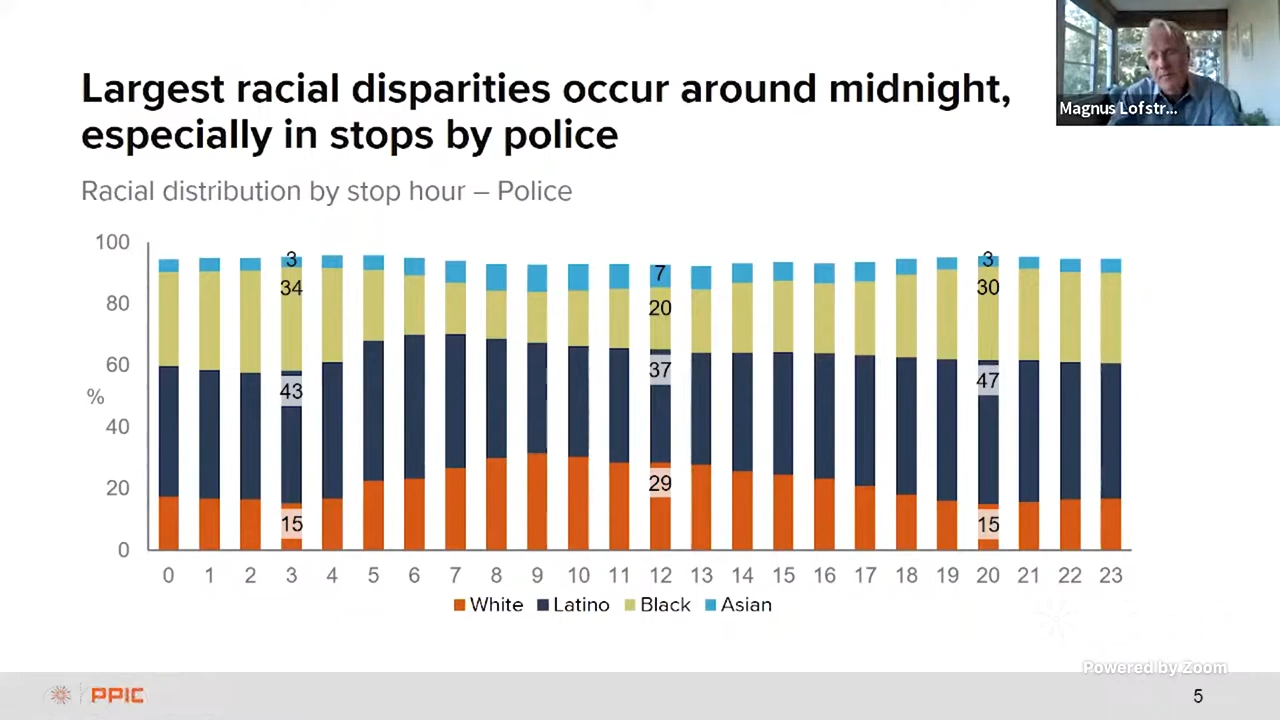 Largest racial disparities occur around midnight,
especially in stops by police
Magnus Lofstr...
Racial distribution by stop hour – Police
100
80
60
%
40
20
0
3
34
43
15
7
20
37
29
3
30
47
15
0 1 2 3 4 5 6 7 8 9 10 11 12 13 14 15 16 17 18 19 20 21 22 23
White Latino Black Asian
Powered by Zoom
PPIC
5